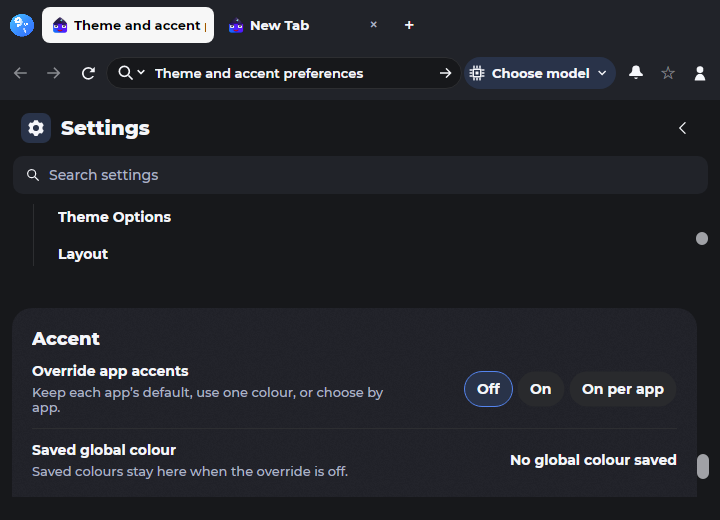 Theme and accent
New Tab
Theme and accent preferences
Choose model
Settings
Search settings
Theme Options
Layout
Accent
Override app accents
Keep each app's default, use one colour, or choose by
app.
Off
On
On per app
Saved global colour
Saved colours stay here when the override is off.
No global colour saved